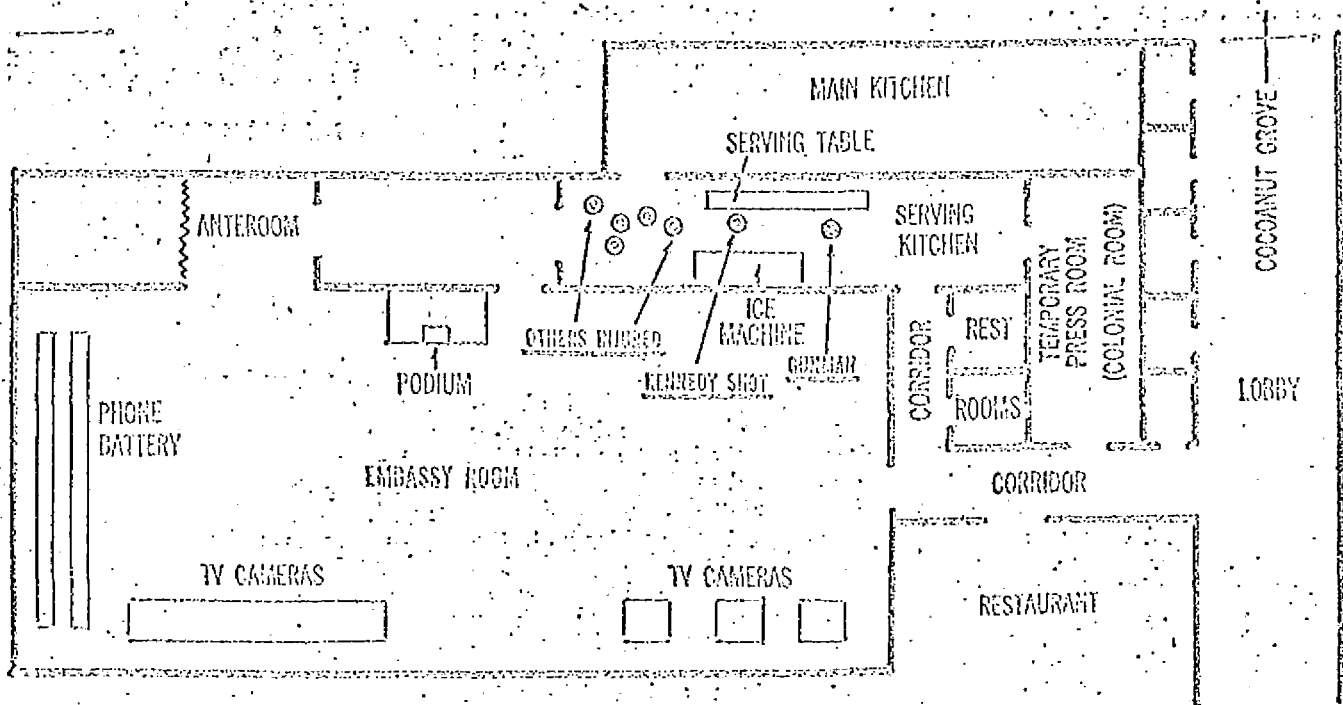 MAIN KITCHEN
SERVING TABLE
COCOANUT GROVE
ANTEROOM
SERVING
KITCHEN
TEMPORARY
PRESS ROOM
(COLONIAL ROOM)
ICE
MACHINE
OTHERS INJURED
KENNEDY SHOT
GUNMAN
CORRIDOR
REST
ROOMS
PODIUM
LOBBY
PHONE
BATTERY
EMBASSY ROOM
CORRIDOR
TV CAMERAS
TV CAMERAS
RESTAURANT